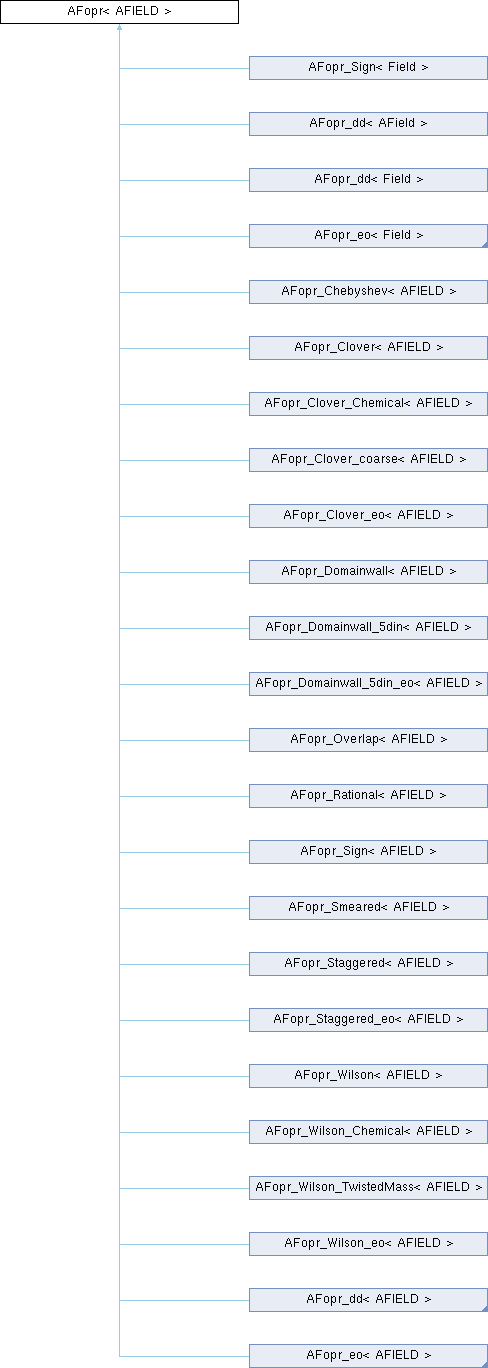 AFopr< AFIELD >
AFopr_Sign< Field >
AFopr_dd< AField >
AFopr_dd< Field >
AFopr_eo< Field >
AFopr_Chebyshev< AFIELD >
AFopr_Clover< AFIELD >
AFopr_Clover_Chemical< AFIELD >
AFopr_Clover_coarse< AFIELD >
AFopr_Clover_eo< AFIELD >
AFopr_Domainwall< AFIELD >
AFopr_Domainwall_5din< AFIELD >
AFopr_Domainwall_5din_eo< AFIELD >
AFopr_Overlap< AFIELD >
AFopr_Rational< AFIELD >
AFopr_Sign< AFIELD >
AFopr_Smeared< AFIELD >
AFopr_Staggered< AFIELD >
AFopr_Staggered_eo< AFIELD >
AFopr_Wilson< AFIELD >
AFopr_Wilson_Chemical< AFIELD >
AFopr_Wilson_TwistedMass< AFIELD >
AFopr_Wilson_eo< AFIELD >
AFopr_dd< AFIELD >
AFopr_eo< AFIELD >